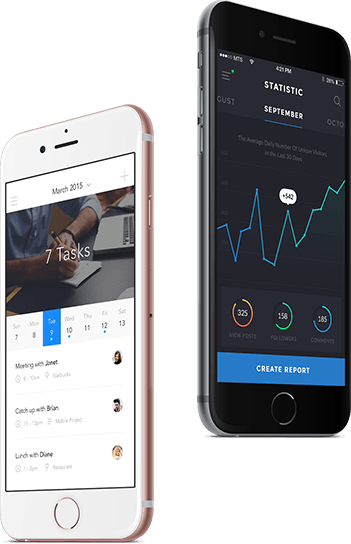 March 2015
7 Tasks
Sun Mon Tue Wed Thu Fri Sat
7 8 9 10 11 12 13
Meeting with Janet
8 - 10am Starbucks
Catch up with Brian
11 - 12pm Mobile Project
Lunch with Diane
1 - 2pm Restaurant
MTS
4:21 PM
28%
STATISTIC
GUST SEPTEMBER OCTO
The Average Daily Number Of Unique Visitors
in the Last 30 Days
+542
325 158 185
VIEW POSTS FOLLOWERS COMMENTS
CREATE REPORT